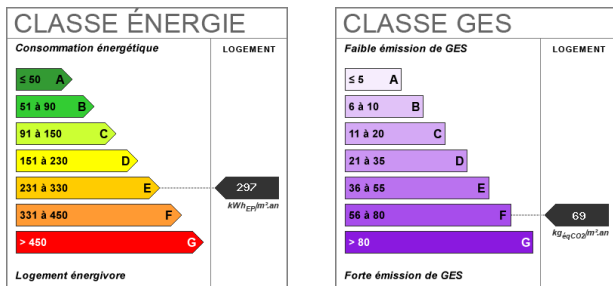 CLASSE ÉNERGIE
Consommation énergétique
LOGEMENT
≤ 50 A
51 à 90 B
91 à 150 C
151 à 230 D
231 à 330 E
297
kWhEP/m².an
331 à 450 F
> 450 G
Logement énergivore
CLASSE GES
Faible émission de GES
LOGEMENT
≤ 5 A
6 à 10 B
11 à 20 C
21 à 35 D
36 à 55 E
56 à 80 F
69
kgéqCO2/m².an
> 80 G
Forte émission de GES